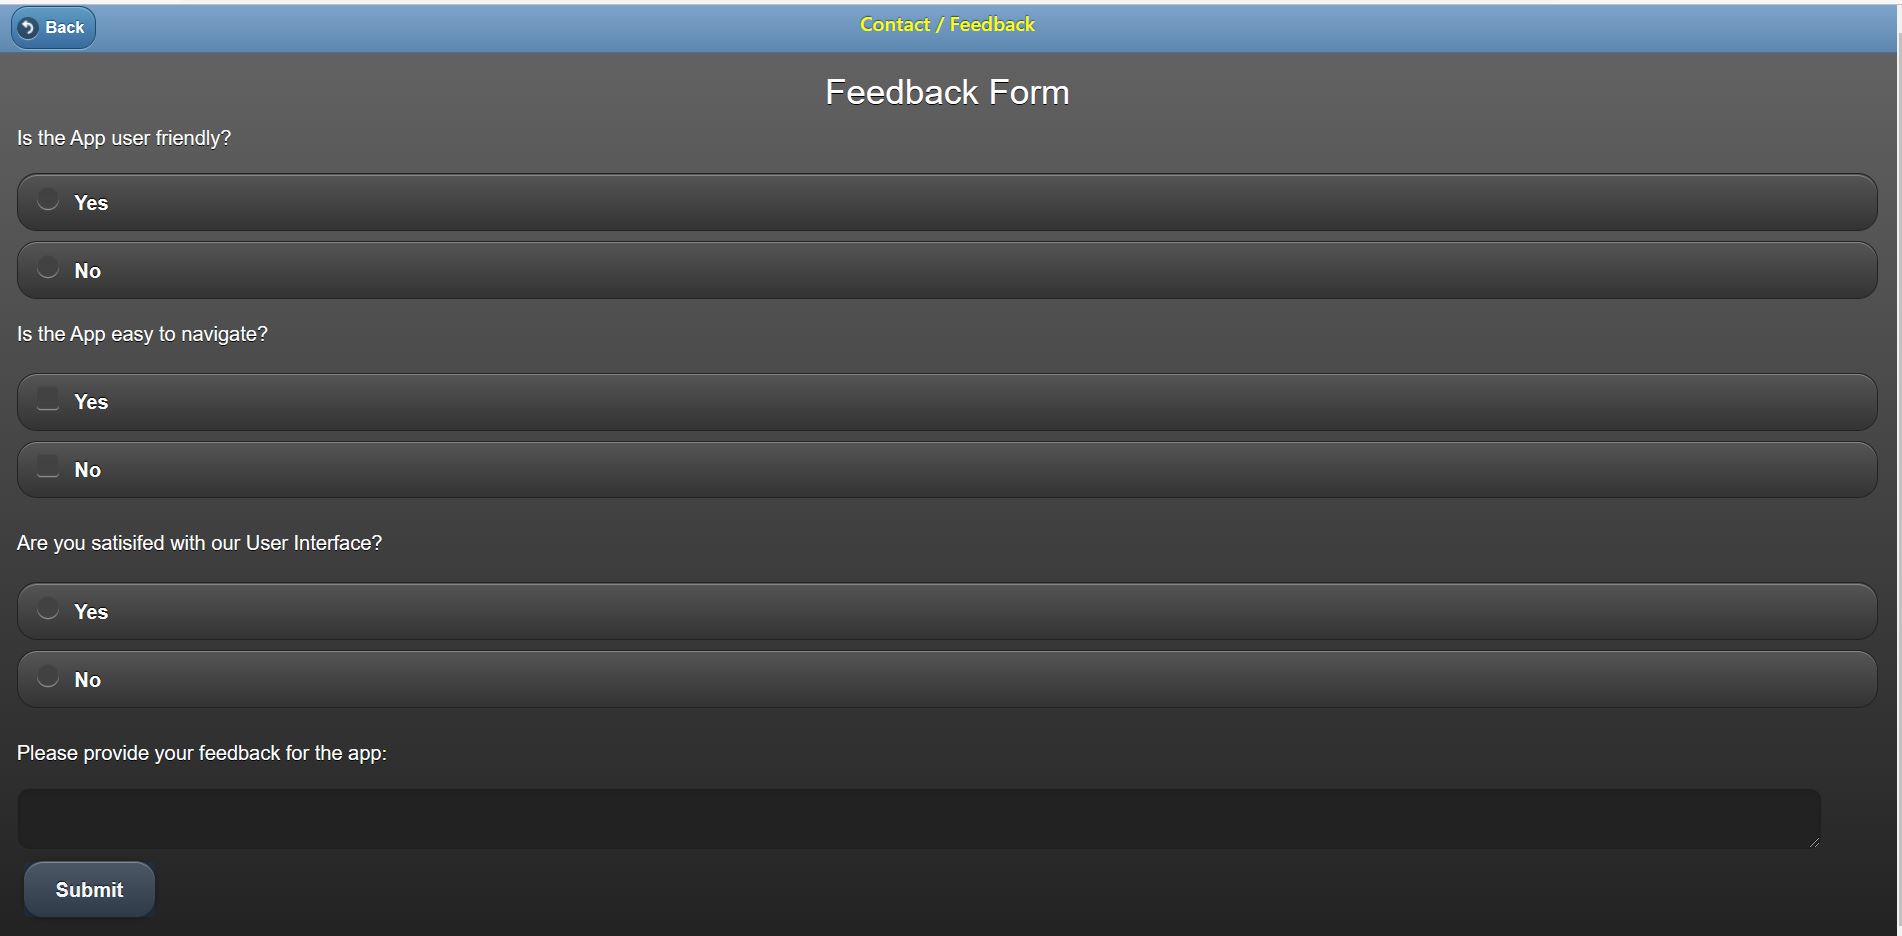 Back
Contact / Feedback
Feedback Form
Is the App user friendly?
Yes
No
Is the App easy to navigate?
Yes
No
Are you satisifed with our User Interface?
Yes
No
Please provide your feedback for the app:
Submit